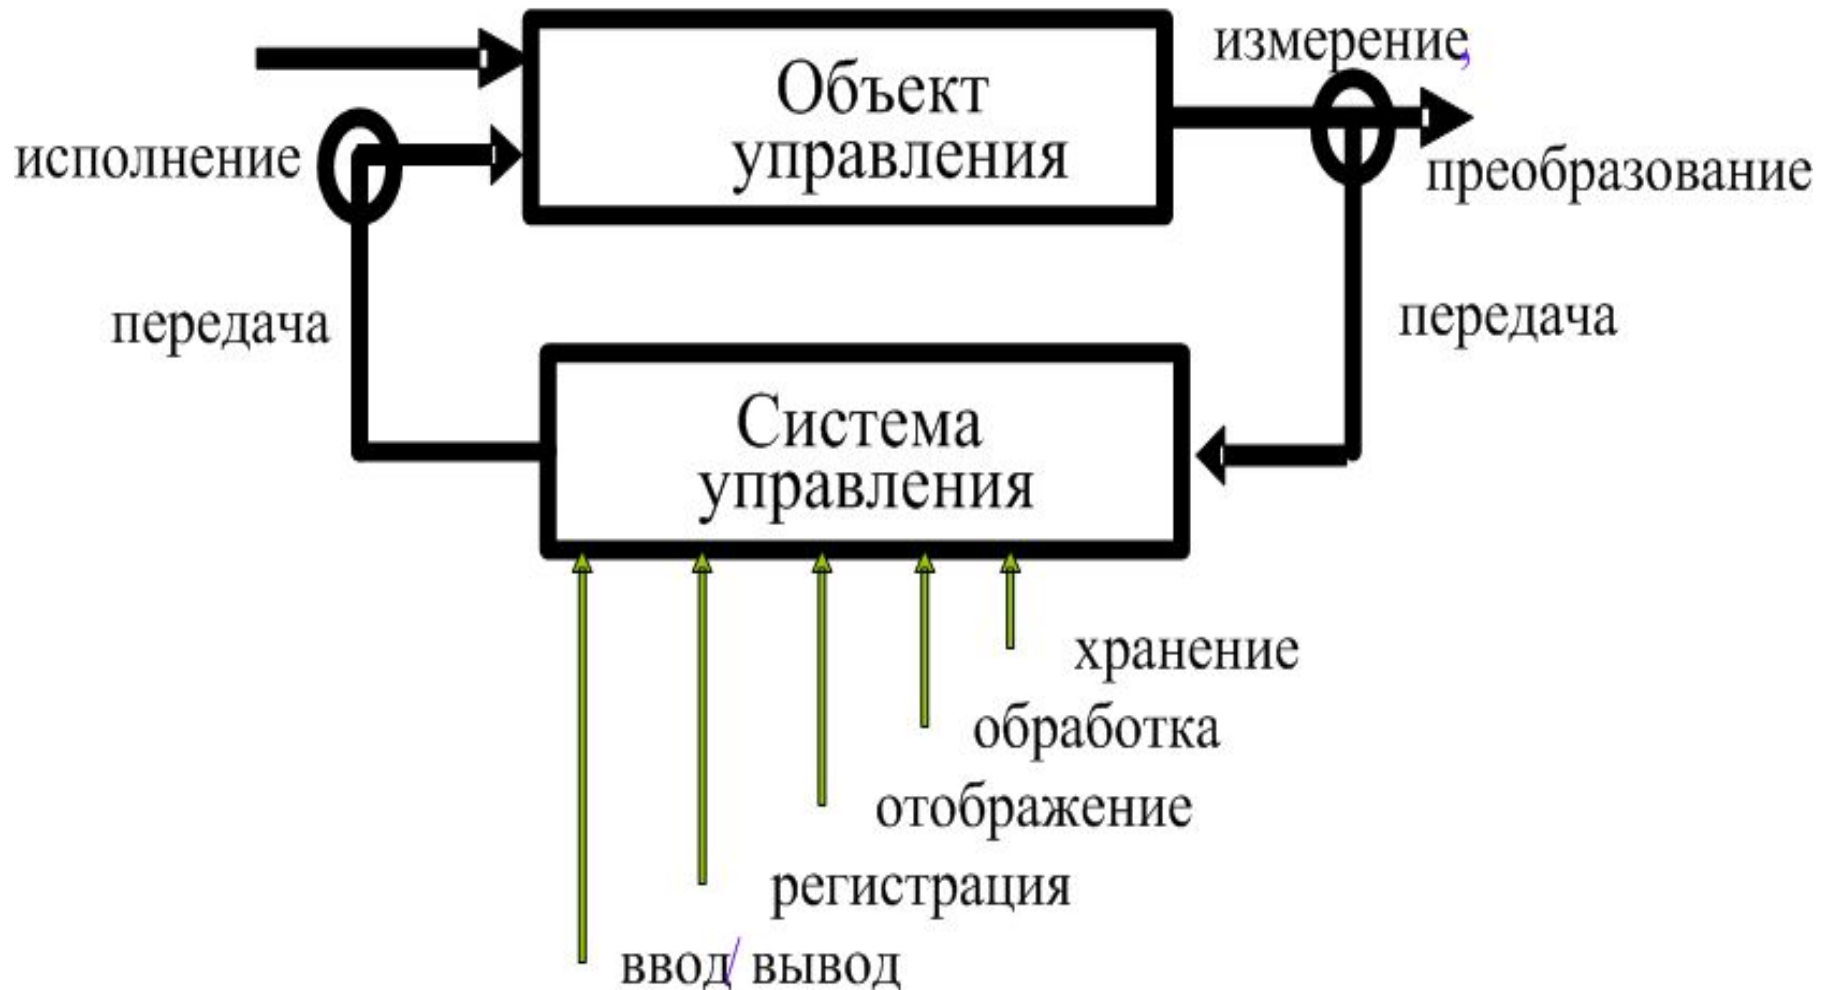 измерение,
Объект
управления
исполнение
преобразование
передача
передача
Система
управления
хранение
обработка
отображение
регистрация
ввод/ вывод